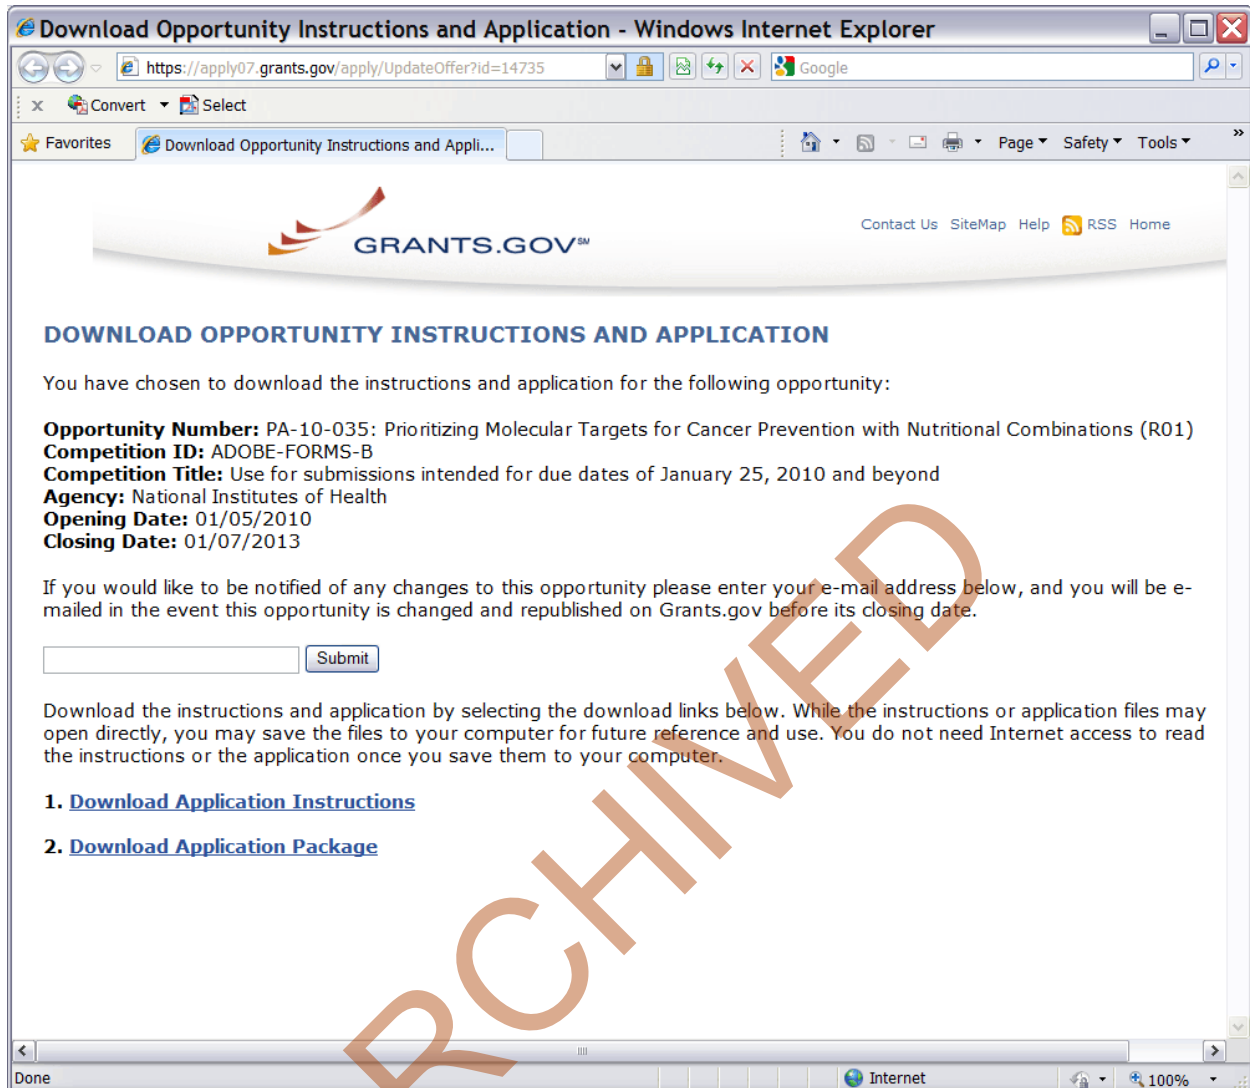 Download Opportunity Instructions and Application - Windows Internet Explorer
https://apply07.grants.gov/apply/UpdateOffer?id=14735
Google
x Convert Select
Favorites Download Opportunity Instructions and Appli... Page Safety Tools »
GRANTS.GOV℠
Contact Us SiteMap Help RSS Home
DOWNLOAD OPPORTUNITY INSTRUCTIONS AND APPLICATION
You have chosen to download the instructions and application for the following opportunity:
Opportunity Number: PA-10-035: Prioritizing Molecular Targets for Cancer Prevention with Nutritional Combinations (R01)
Competition ID: ADOBE-FORMS-B
Competition Title: Use for submissions intended for due dates of January 25, 2010 and beyond
Agency: National Institutes of Health
Opening Date: 01/05/2010
Closing Date: 01/07/2013
If you would like to be notified of any changes to this opportunity please enter your e-mail address below, and you will be e-
mailed in the event this opportunity is changed and republished on Grants.gov before its closing date.
Submit
Download the instructions and application by selecting the download links below. While the instructions or application files may
open directly, you may save the files to your computer for future reference and use. You do not need Internet access to read
the instructions or the application once you save them to your computer.
1. Download Application Instructions
2. Download Application Package
RCHIVED
Done Internet 100%